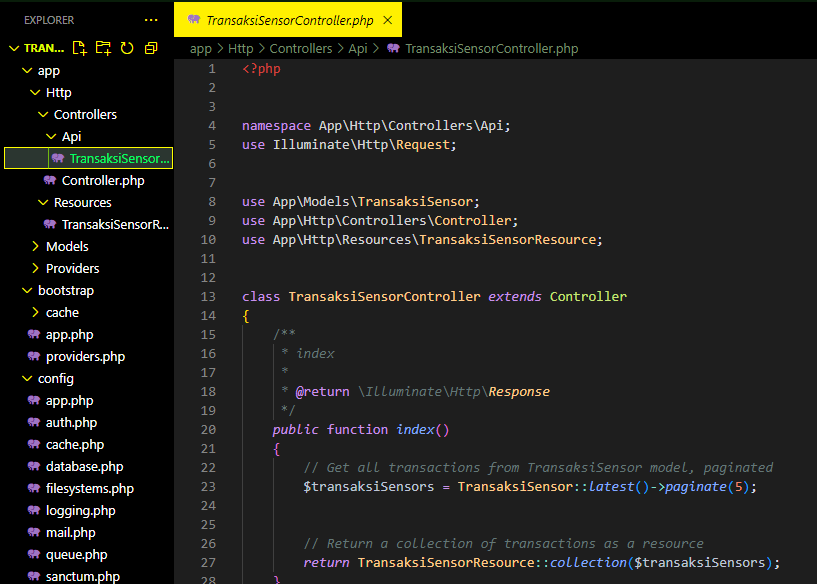 EXPLORER
TRAN...
app
Http
Controllers
Api
TransaksiSensor...
Controller.php
Resources
TransaksiSensorR...
Models
Providers
bootstrap
cache
app.php
providers.php
config
app.php
auth.php
cache.php
database.php
filesystems.php
logging.php
mail.php
queue.php
sanctum.php
TransaksiSensorController.php
app > Http > Controllers > Api > TransaksiSensorController.php
1 <?php
2
3
4 namespace App\Http\Controllers\Api;
5 use Illuminate\Http\Request;
6
7
8 use App\Models\TransaksiSensor;
9 use App\Http\Controllers\Controller;
10 use App\Http\Resources\TransaksiSensorResource;
11
12
13 class TransaksiSensorController extends Controller
14 {
15 /**
16 * index
17 *
18 * @return \Illuminate\Http\Response
19 */
20 public function index()
21 {
22 // Get all transactions from TransaksiSensor model, paginated
23 $transaksiSensors = TransaksiSensor::latest()->paginate(5);
24
25
26 // Return a collection of transactions as a resource
27 return TransaksiSensorResource::collection($transaksiSensors);
28 }